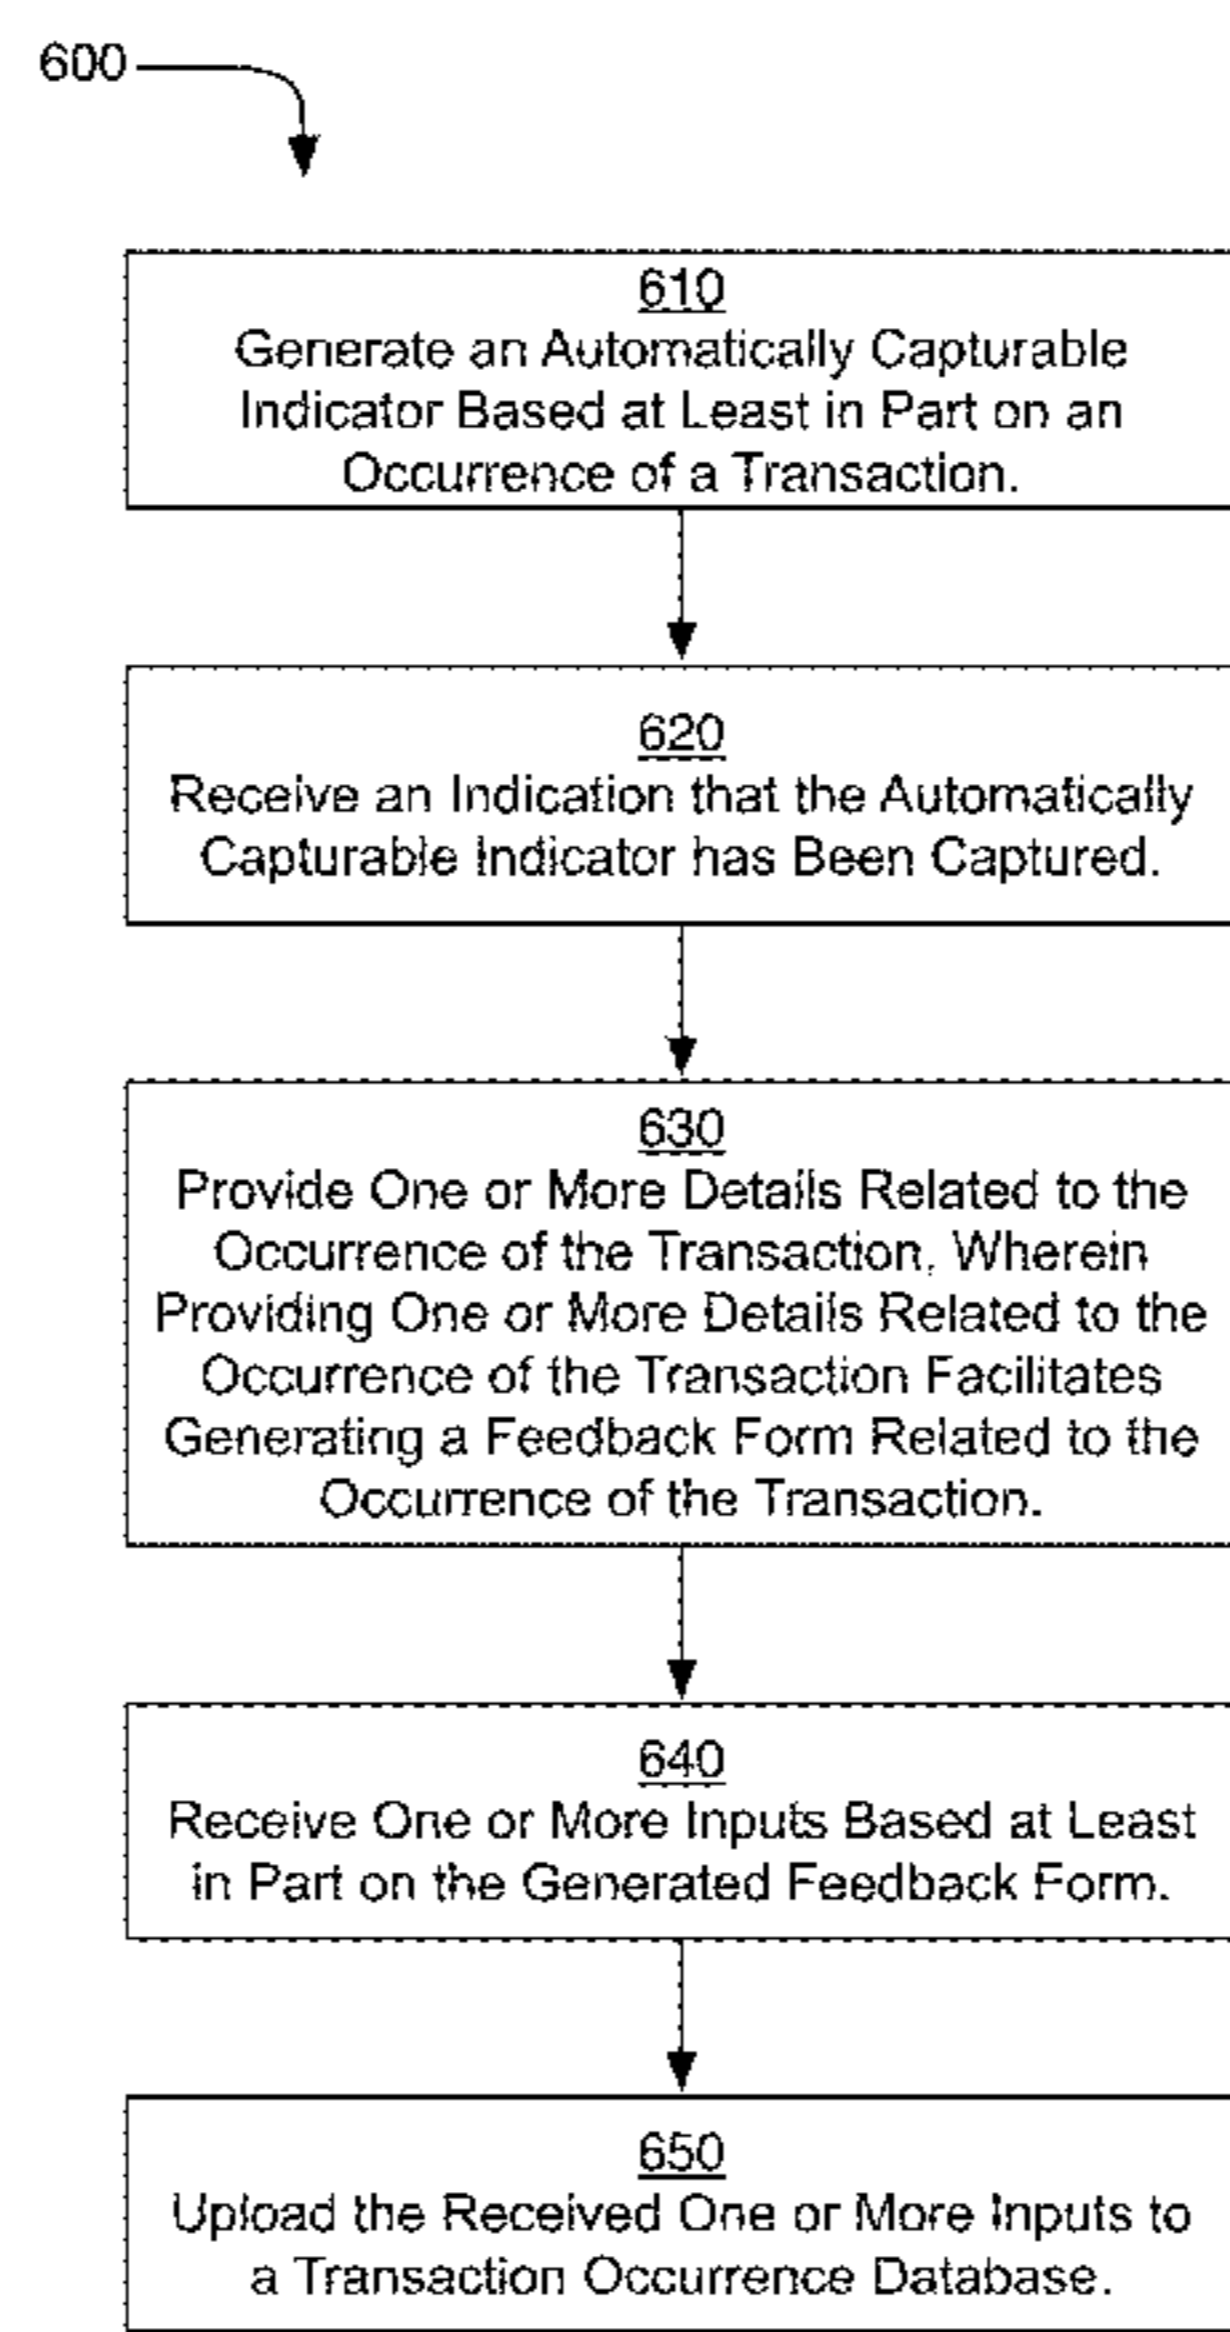 600
610
Generate an Automatically Capturable
Indicator Based at Least in Part on an
Occurrence of a Transaction.
620
Receive an Indication that the Automatically
Capturable Indicator has Been Captured.
630
Provide One or More Details Related to the
Occurrence of the Transaction, Wherein
Providing One or More Details Related to the
Occurrence of the Transaction Facilitates
Generating a Feedback Form Related to the
Occurrence of the Transaction.
640
Receive One or More Inputs Based at Least
in Part on the Generated Feedback Form.
650
Upload the Received One or More Inputs to
a Transaction Occurrence Database.